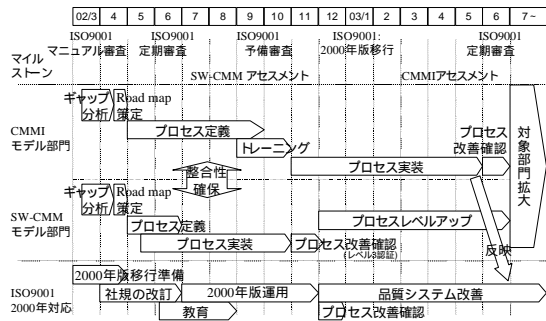 02/3 4 5 6 7 8 9 10 11 12 03/1 2 3 4 5 6 7~
ISO9001 ISO9001 ISO9001 ISO9001: ISO9001
マニュアル審査 定期審査 予備審査 2000年版移行 定期審査
マイル
ストーン
SW-CMM アセスメント CMMIアセスメント
ギャップ Road map
分析 策定
CMMI
モデル部門
プロセス定義
トレーニング
プロセス
改善確認
プロセス実装
対象部門拡大
整合性
確保
ギャップ Road map
分析 策定
SW-CMM
モデル部門
プロセス定義
プロセスレベルアップ
プロセス実装
プロセス改善確認
(レベル3認証)
反映
2000年版移行準備
ISO9001
2000年対応
社規の改訂 2000年版運用 品質システム改善
教育 プロセス改善確認